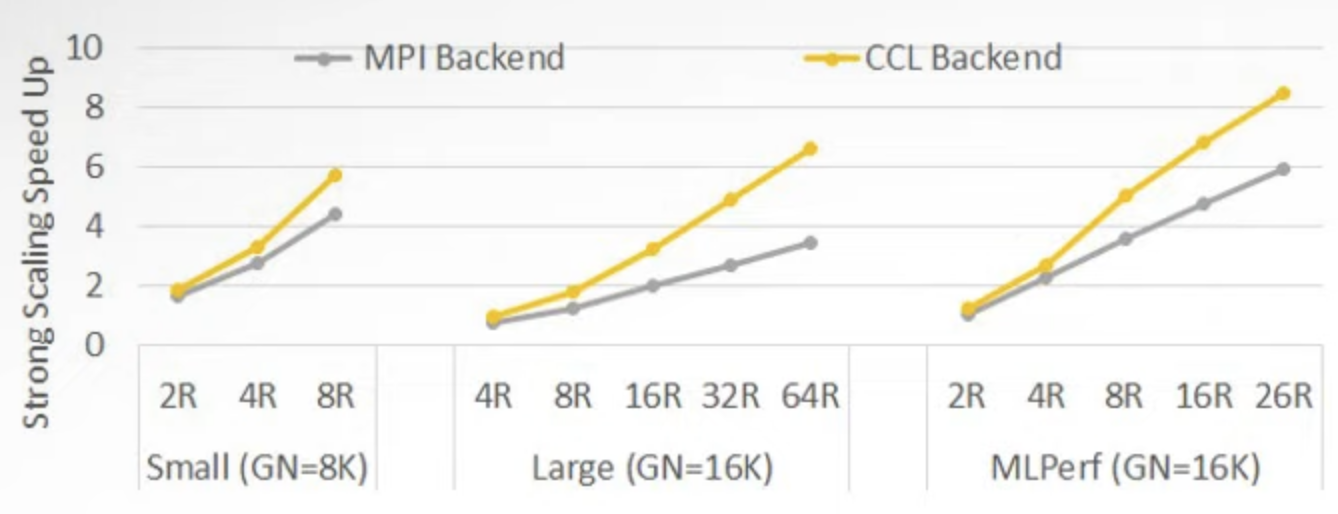 Strong Scaling Speed Up
10
8
6
4
2
0
MPI Backend
CCL Backend
2R 4R 8R 4R 8R 16R 32R 64R 2R 4R 8R 16R 26R
Small (GN=8K) Large (GN=16K) MLPerf (GN=16K)